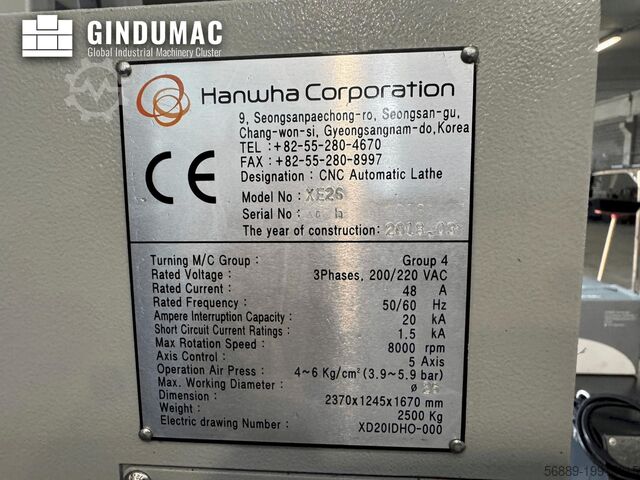 GINDUMAC
Global Industrial Machinery Cluster
Hanwha Corporation
9, Seongsanpaechong-ro, Seongsan-gu,
Chang-won-si, Gyeongsangnam-do,Korea
TEL : +82-55-280-4670
FAX : +82-55-280-8997
CE
Designation : CNC Automatic Lathe
Model No : XE26
Serial No :
The year of construction:
Turning M/C Group : Group 4
Rated Voltage : 3Phases, 200/220 VAC
Rated Current : 48 A
Rated Frequency : 50/60 Hz
Ampere Interruption Capacity : 20 kA
Short Circuit Current Ratings : 1.5 kA
Max Rotation Speed : 8000 rpm
Axis Control : 5 Axis
Operation Air Press : 4~6 Kg/cm²(3.9~5.9 bar)
Max. Working Diameter : ø 26
Dimension : 2370x1245x1670 mm
Weight : 2500 Kg
Electric drawing Number : XD20IDHO-000